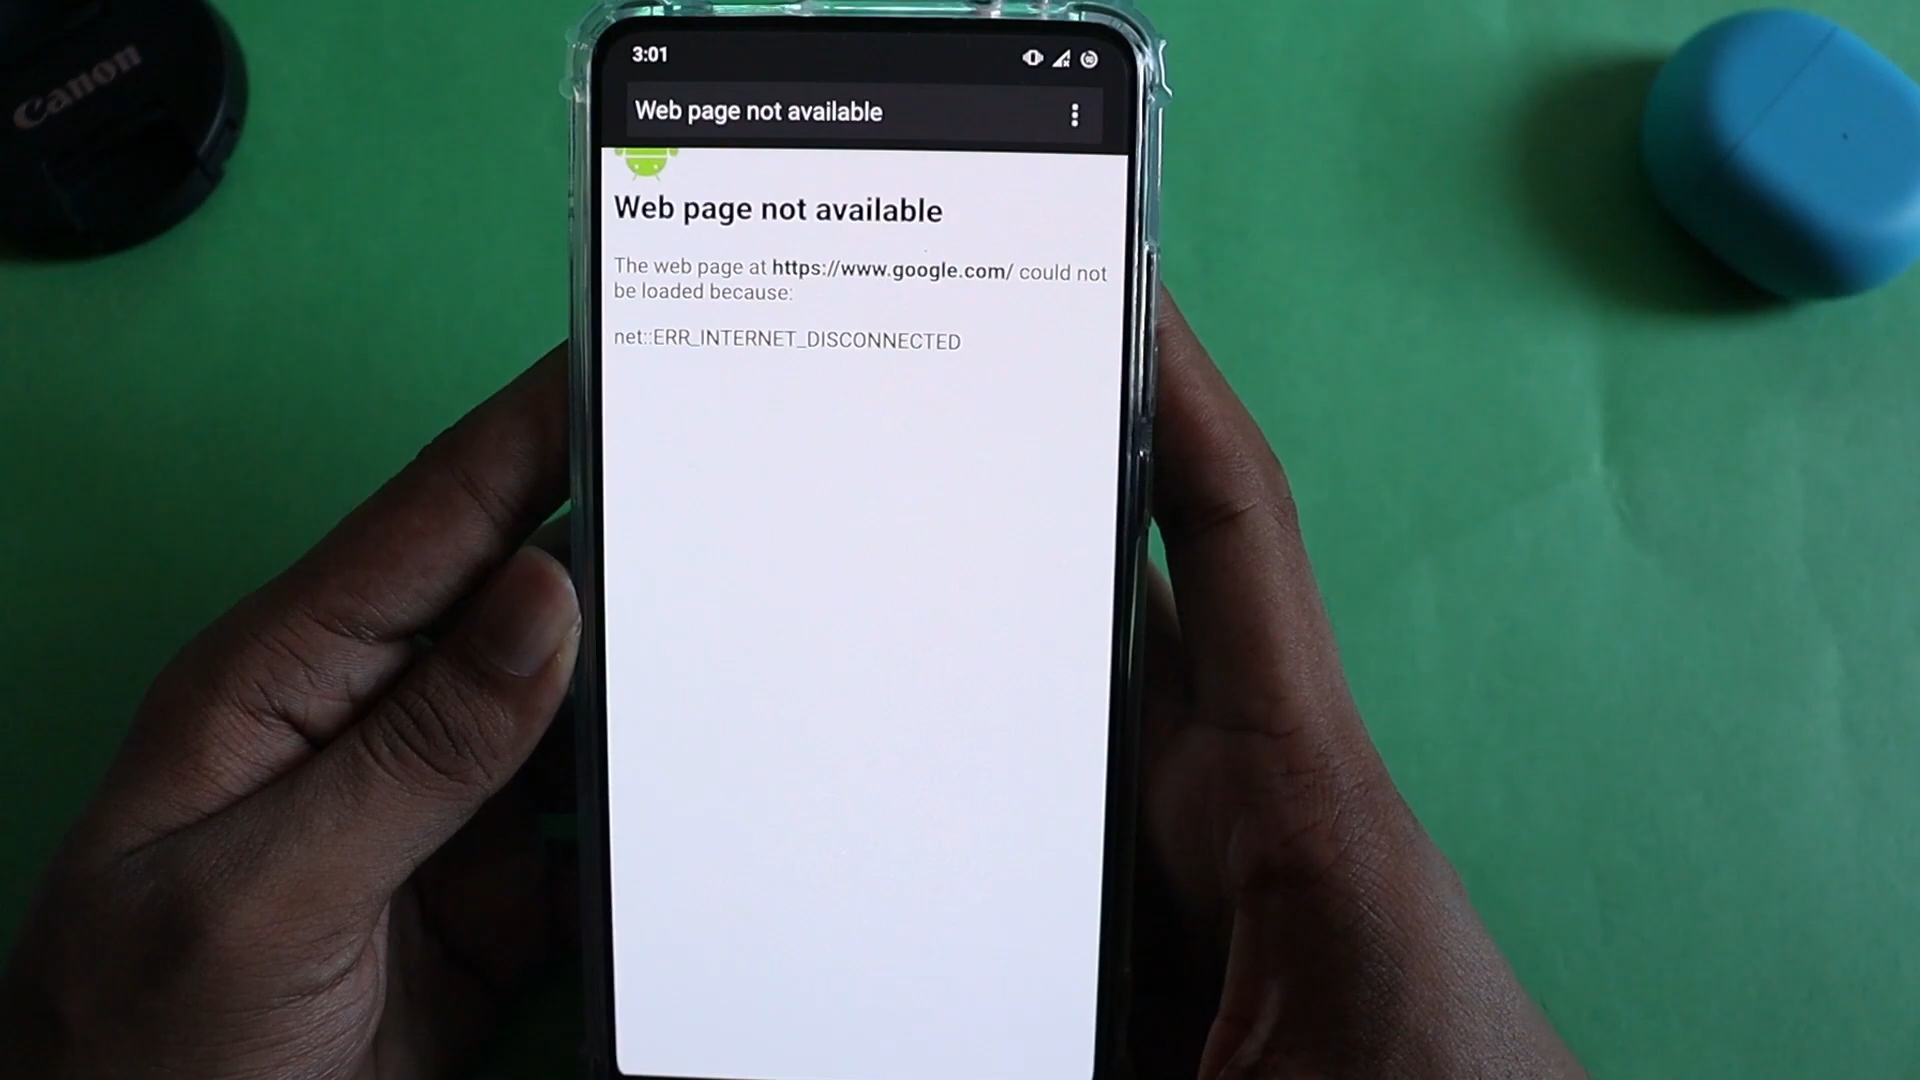 Canon
3:01
Web page not available
Web page not available
The web page at https://www.google.com/ could not
be loaded because:
net::ERR_INTERNET_DISCONNECTED